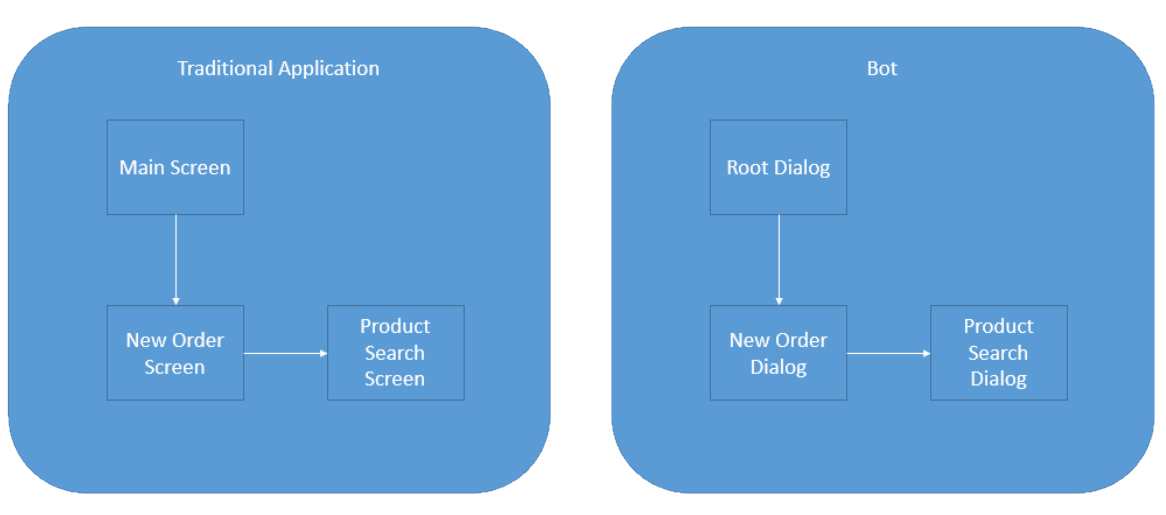 Traditional Application
Main Screen
New Order
Screen
Product
Search
Screen
Bot
Root Dialog
New Order
Dialog
Product
Search
Dialog